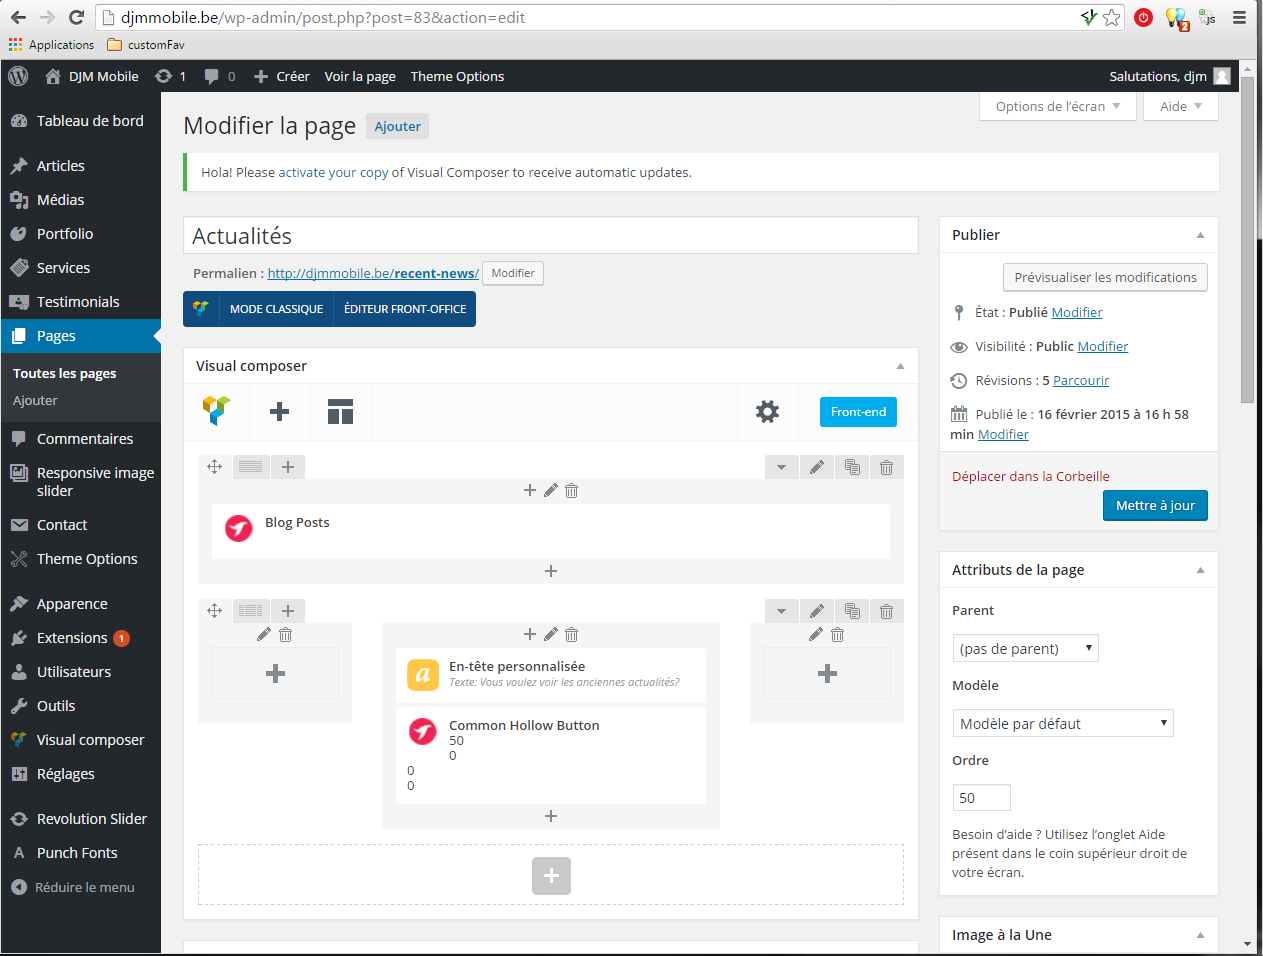 djmmobile.be/wp-admin/post.php?post=83&action=edit
Applications customFav
2
js
DJM Mobile 1 0 Créer Voir la page Theme Options Salutations, djm
Options de l'écran Aide
Tableau de bord
Articles
Médias
Portfolio
Services
Testimonials
Pages
Toutes les pages
Ajouter
Commentaires
Responsive image
slider
Contact
Theme Options
Apparence
Extensions 1
Utilisateurs
Outils
Visual composer
Réglages
Revolution Slider
A Punch Fonts
Réduire le menu
Modifier la page Ajouter
Hola! Please activate your copy of Visual Composer to receive automatic updates.
Actualités
Permalien : http://djmmobile.be/recent-news/ Modifier
MODE CLASSIQUE ÉDITEUR FRONT-OFFICE
Visual composer
Front-end
Blog Posts
a En-tête personnalisée
Texte: Vous voulez voir les anciennes actualités?
Common Hollow Button
50
0
0
0
Publier
Prévisualiser les modifications
État : Publié Modifier
Visibilité : Public Modifier
Révisions : 5 Parcourir
Publié le : 16 février 2015 à 16 h 58
min Modifier
Déplacer dans la Corbeille
Mettre à jour
Attributs de la page
Parent
(pas de parent)
Modèle
Modèle par défaut
Ordre
50
Besoin d'aide ? Utilisez l'onglet Aide
présent dans le coin supérieur droit de
votre écran.
Image à la Une